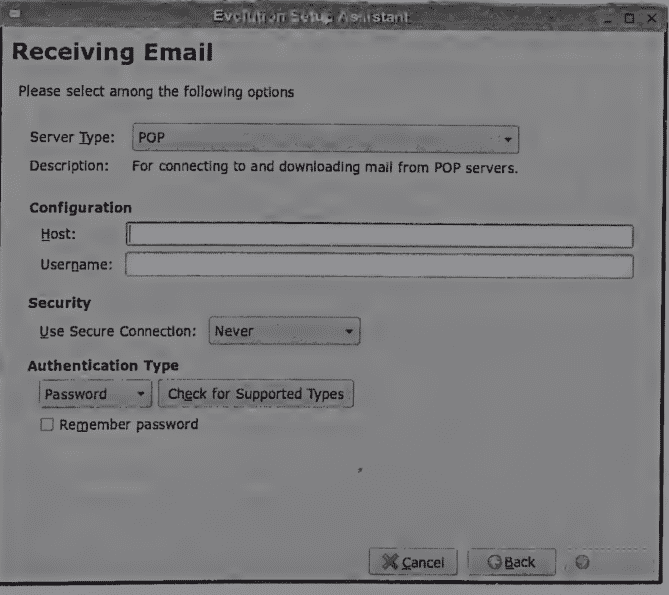 Evolution Setup Assistant
Receiving Email
Please select among the following options
Server Type: POP
Description: For connecting to and downloading mail from POP servers.
Configuration
Host:
Username:
Security
Use Secure Connection: Never
Authentication Type
Password Check for Supported Types
Remember password
Cancel Back